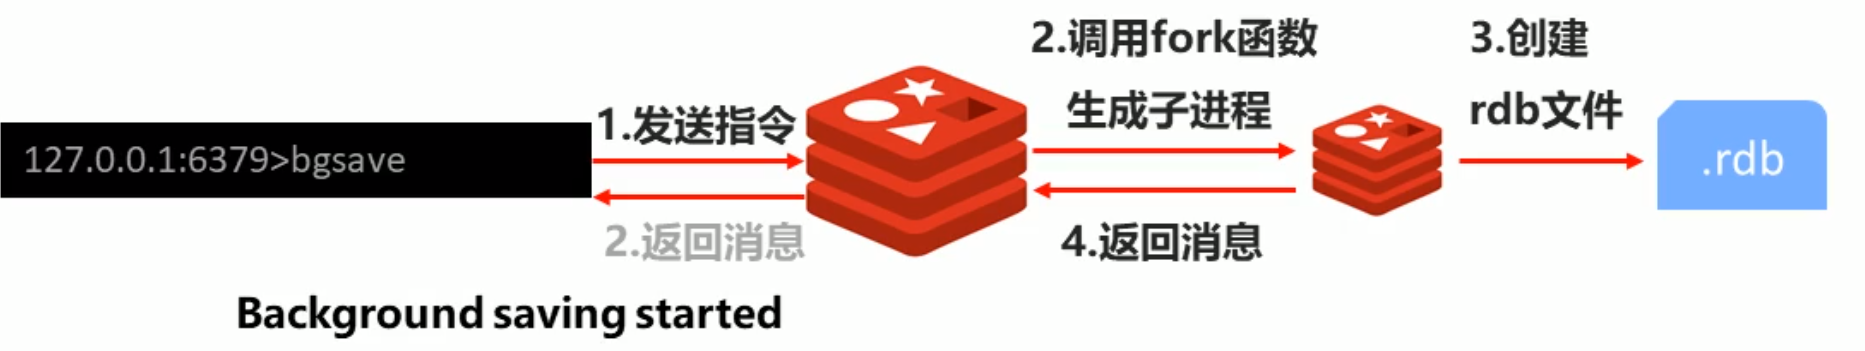 2.调用fork函数
生成子进程
3.创建
rdb文件
1.发送指令
127.0.0.1:6379>bgsave
.rdb
2.返回消息
4.返回消息
Background saving started